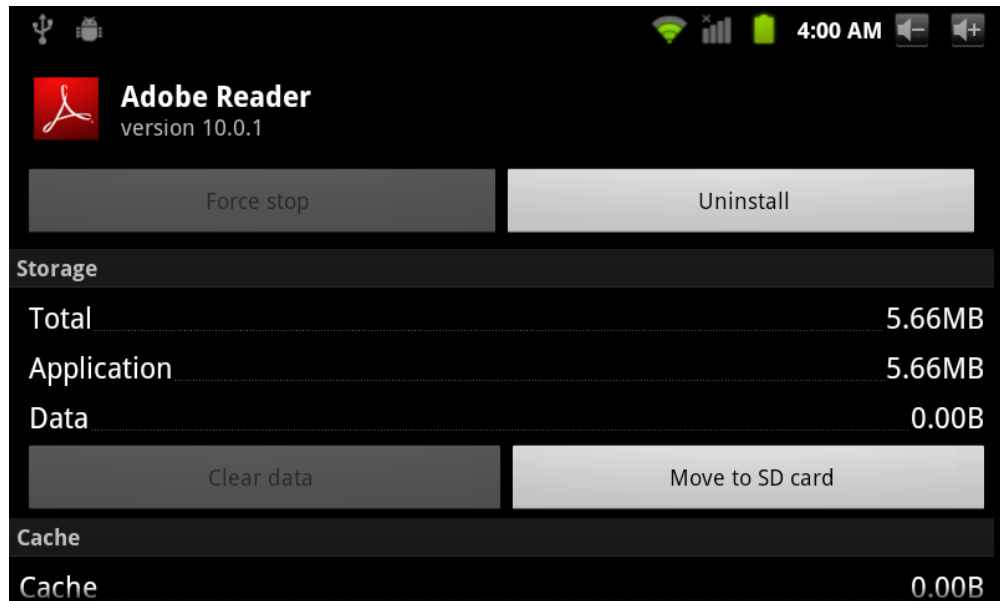 4:00 AM
Adobe Reader
version 10.0.1
Force stop
Uninstall
Storage
Total 5.66MB
Application 5.66MB
Data 0.00B
Clear data
Move to SD card
Cache
Cache 0.00B